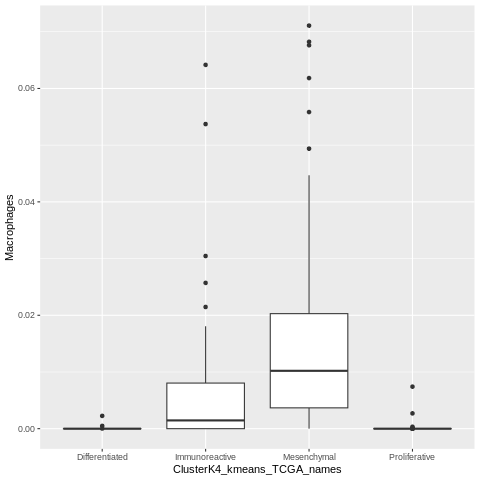 Macrophages
0.06
0.04
0.02
0.00
Differentiated Immunoreactive Mesenchymal Proliferative
ClusterK4_kmeans_TCGA_names